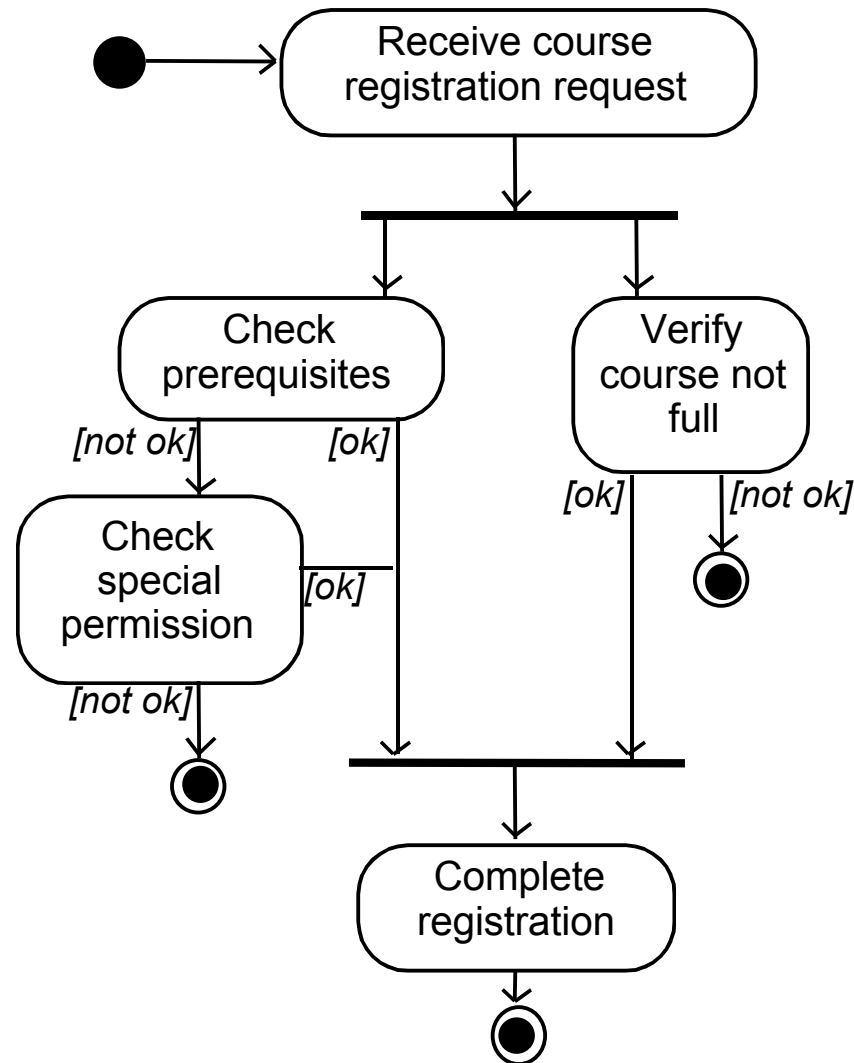 Receive course
registration request
Check
prerequisites
Verify
course not
full
[not ok]
[ok]
[ok]
[not ok]
Check
special
permission
[ok]
[not ok]
Complete
registration